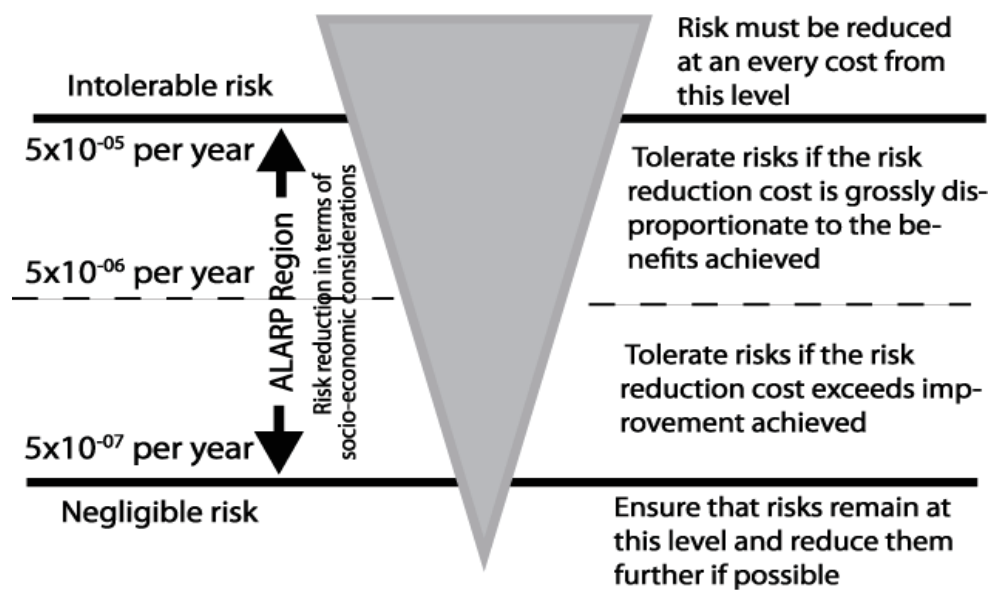 Intolerable risk
Risk must be reduced
at an every cost from
this level
5x10⁻⁰⁵ per year
5x10⁻⁰⁶ per year
5x10⁻⁰⁷ per year
ALARP Region
Risk reduction in terms of
socio-economic considerations
Tolerate risks if the risk
reduction cost is grossly dis-
proportionate to the be-
nefits achieved
Tolerate risks if the risk
reduction cost exceeds imp-
rovement achieved
Negligible risk
Ensure that risks remain at
this level and reduce them
further if possible